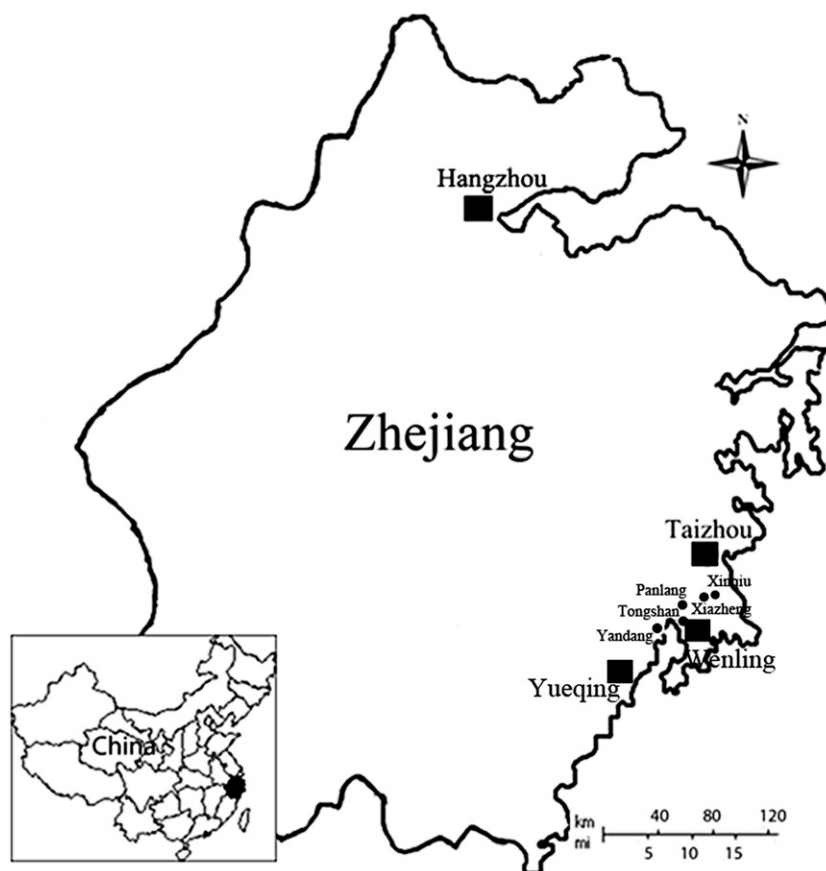 N
Hangzhou
Zhejiang
Taizhou
Xinqiu
Panlang
Tongshan
Xiazheng
Yandang
Wenling
Yueqing
China
km
40
80
120
mi
5
10
15